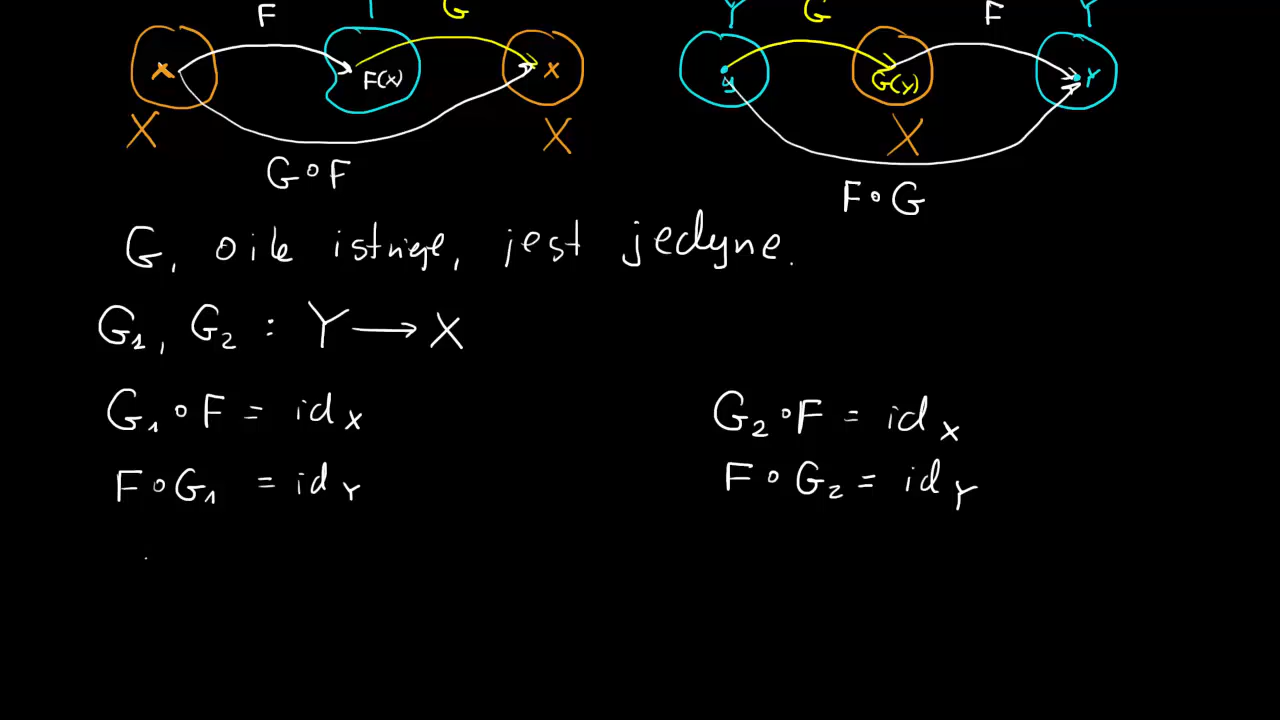 F G Y G F Y
x F(x) x y G(y) Y
X X X
G∘F F∘G
G, o ile istnieje, jest jedyne.
G₁, G₂ : Y ⟶ X
G₁∘F = id_X G₂∘F = id_X
F∘G₁ = id_Y F∘G₂ = id_Y